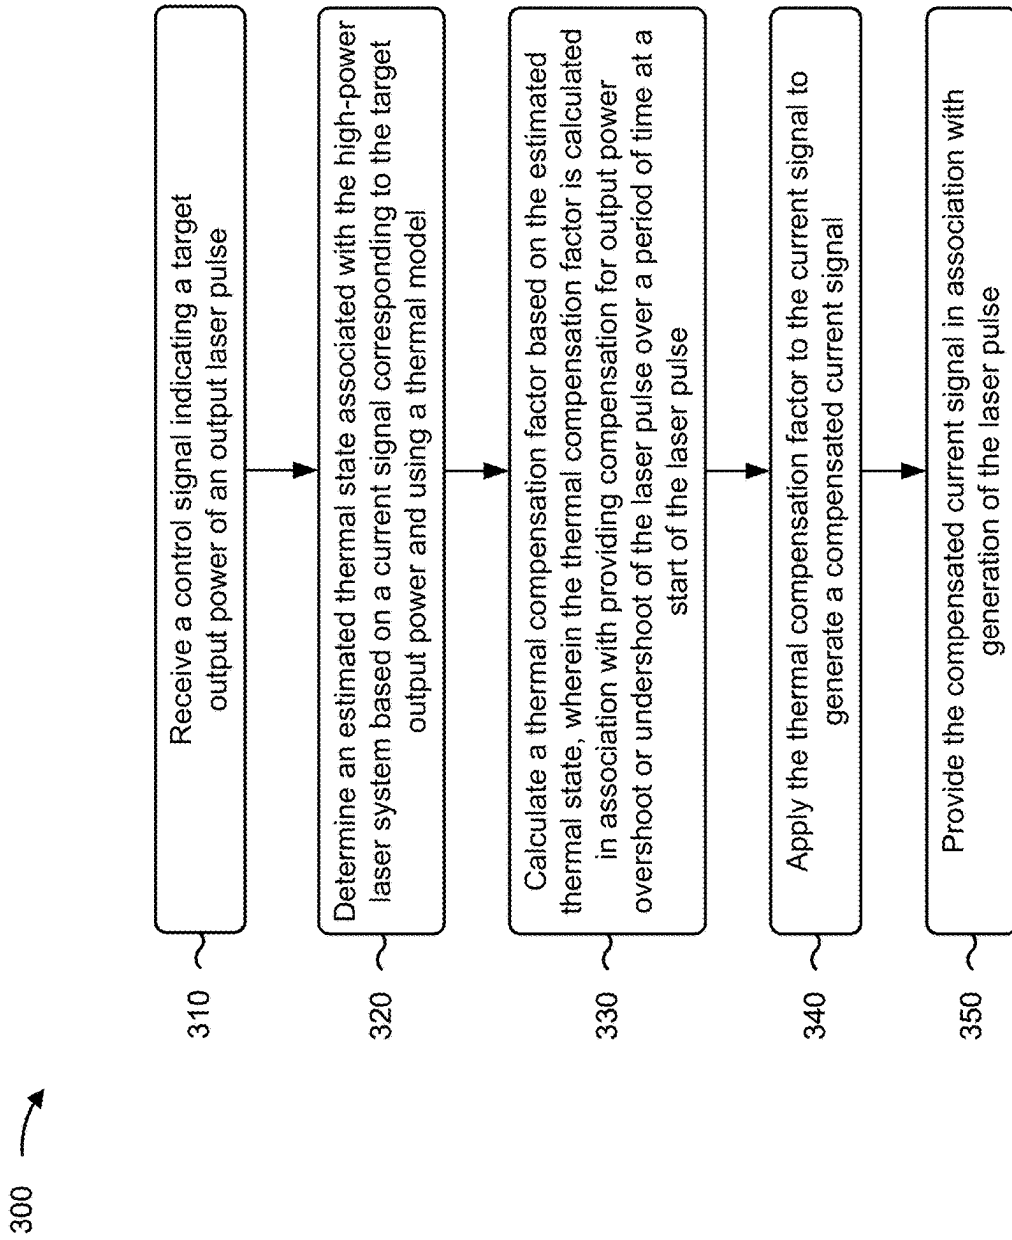 300
310
Receive a control signal indicating a target
output power of an output laser pulse
320
Determine an estimated thermal state associated with the high-power
laser system based on a current signal corresponding to the target
output power and using a thermal model
330
Calculate a thermal compensation factor based on the estimated
thermal state, wherein the thermal compensation factor is calculated
in association with providing compensation for output power
overshoot or undershoot of the laser pulse over a period of time at a
start of the laser pulse
340
Apply the thermal compensation factor to the current signal to
generate a compensated current signal
350
Provide the compensated current signal in association with
generation of the laser pulse